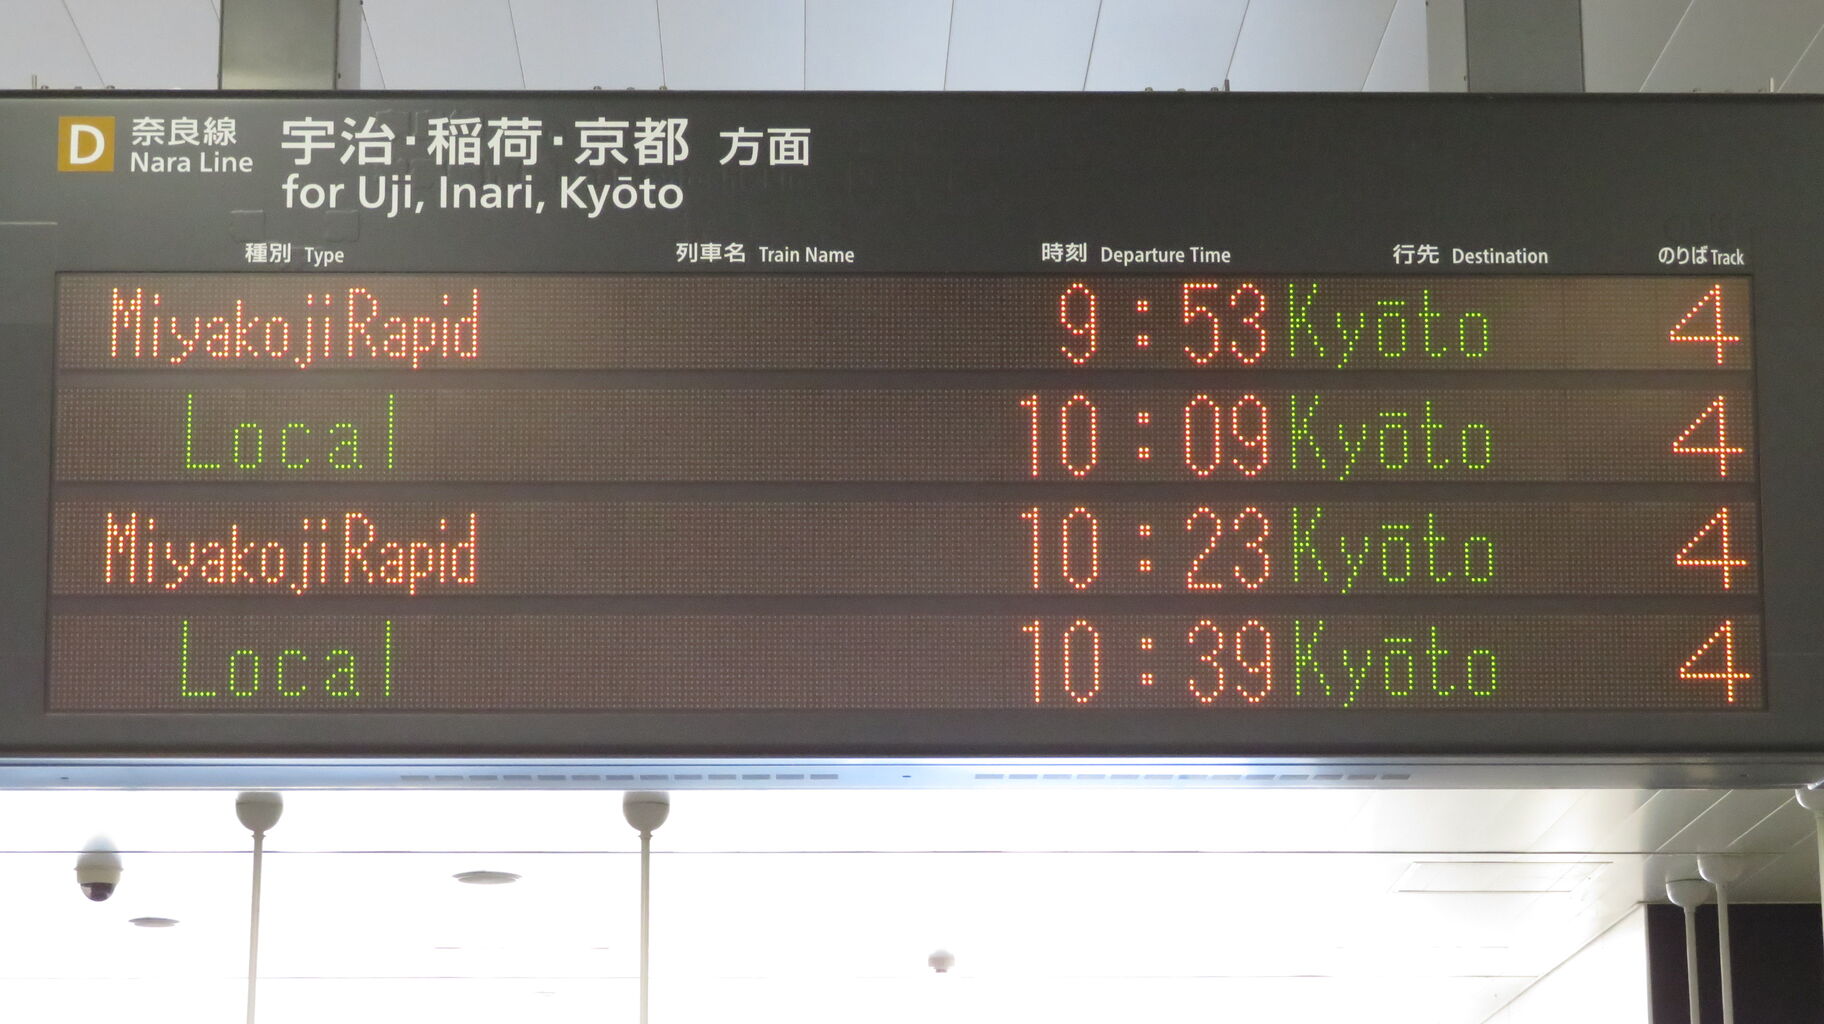 D 奈良線 宇治・稲荷・京都 方面
Nara Line for Uji, Inari, Kyōto
種別 Type 列車名 Train Name 時刻 Departure Time 行先 Destination のりば Track
Miyakoji Rapid 9:53 Kyōto 4
Local 10:09 Kyōto 4
Miyakoji Rapid 10:23 Kyōto 4
Local 10:39 Kyōto 4